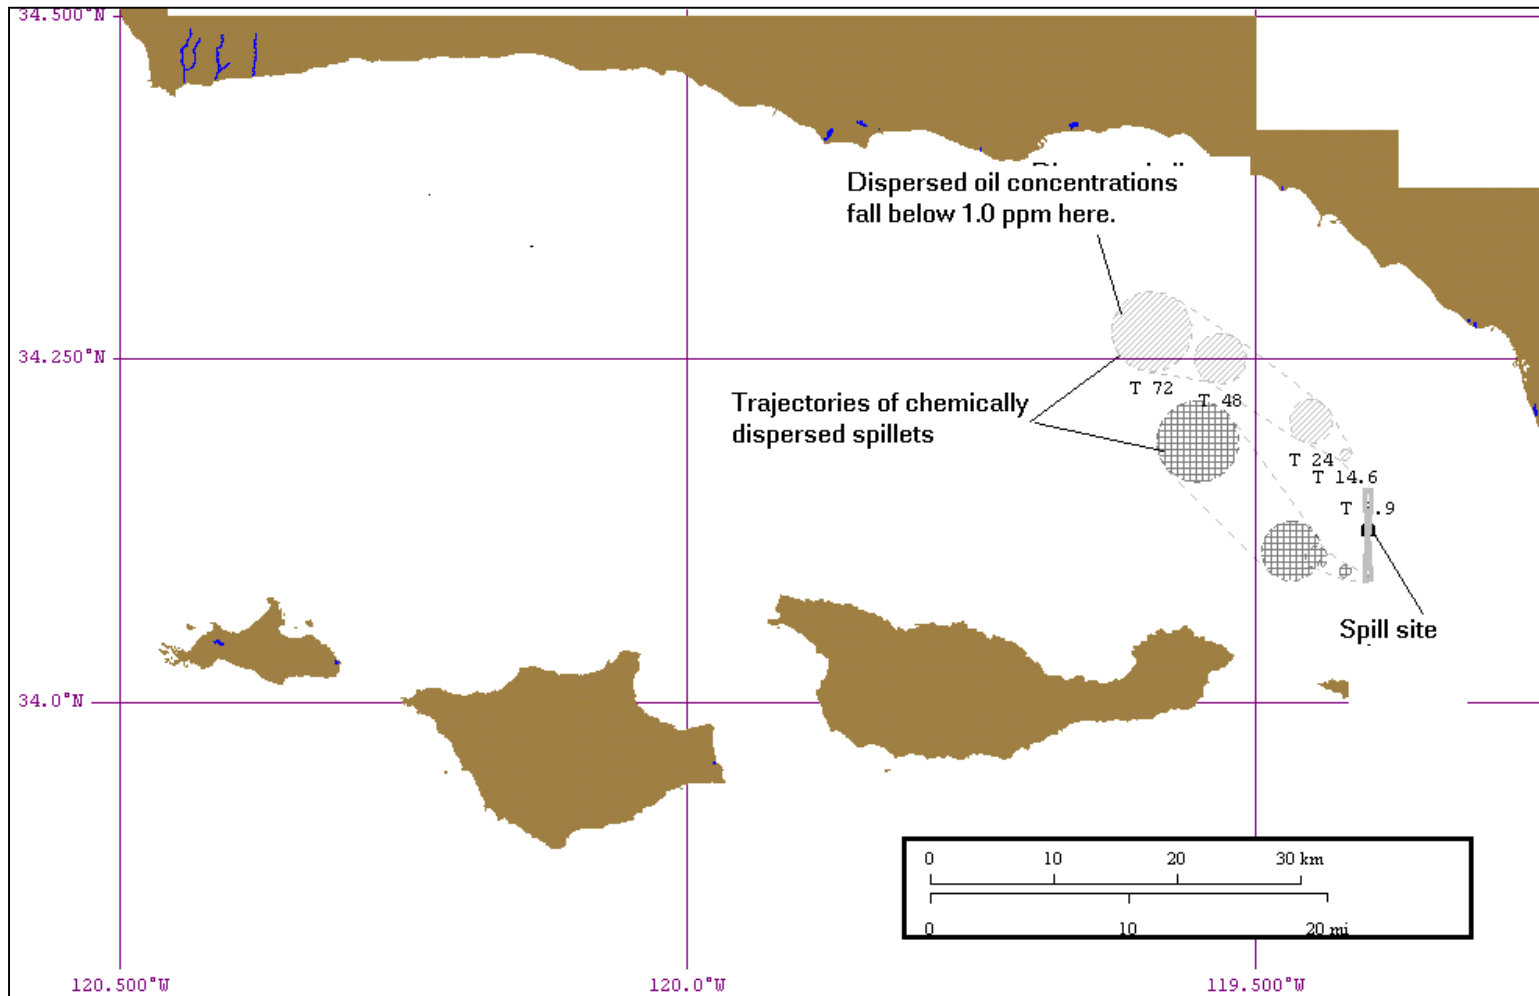 34.500°N
Dispersed oil concentrations
fall below 1.0 ppm here.
34.250°N
T 72
T 48
Trajectories of chemically
dispersed spillets
T 24
T 14.6
T .9
Spill site
34.0°N
0 10 20 30 km
0 10 20 mi
120.500°W 120.0°W 119.500°W